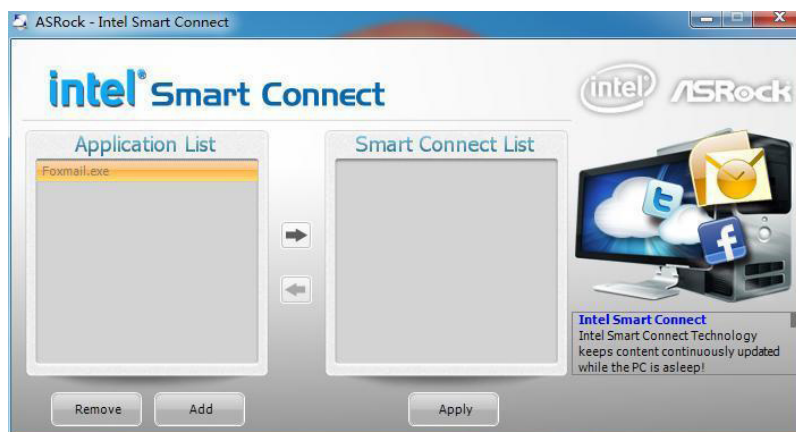 ASRock - Intel Smart Connect
intel® Smart Connect
intel ASRock
Application List
Foxmail.exe
Smart Connect List
Intel Smart Connect
Intel Smart Connect Technology
keeps content continuously updated
while the PC is asleep!
Remove
Add
Apply